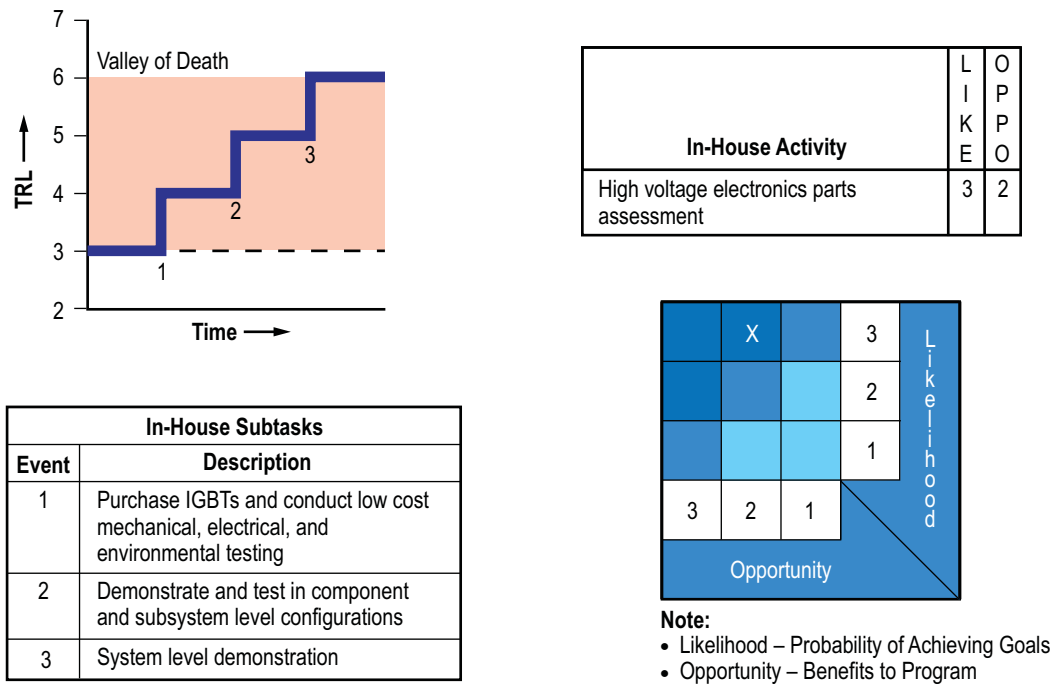 7
6
5
4
3
2
TRL
Valley of Death
1
2
3
Time
In-House Activity
LIKE
OPPO
High voltage electronics parts
assessment
3 2
X
3
2
1
3 2 1
Likelihood
Opportunity
Note:
• Likelihood – Probability of Achieving Goals
• Opportunity – Benefits to Program
In-House Subtasks
Event Description
1 Purchase IGBTs and conduct low cost
mechanical, electrical, and
environmental testing
2 Demonstrate and test in component
and subsystem level configurations
3 System level demonstration